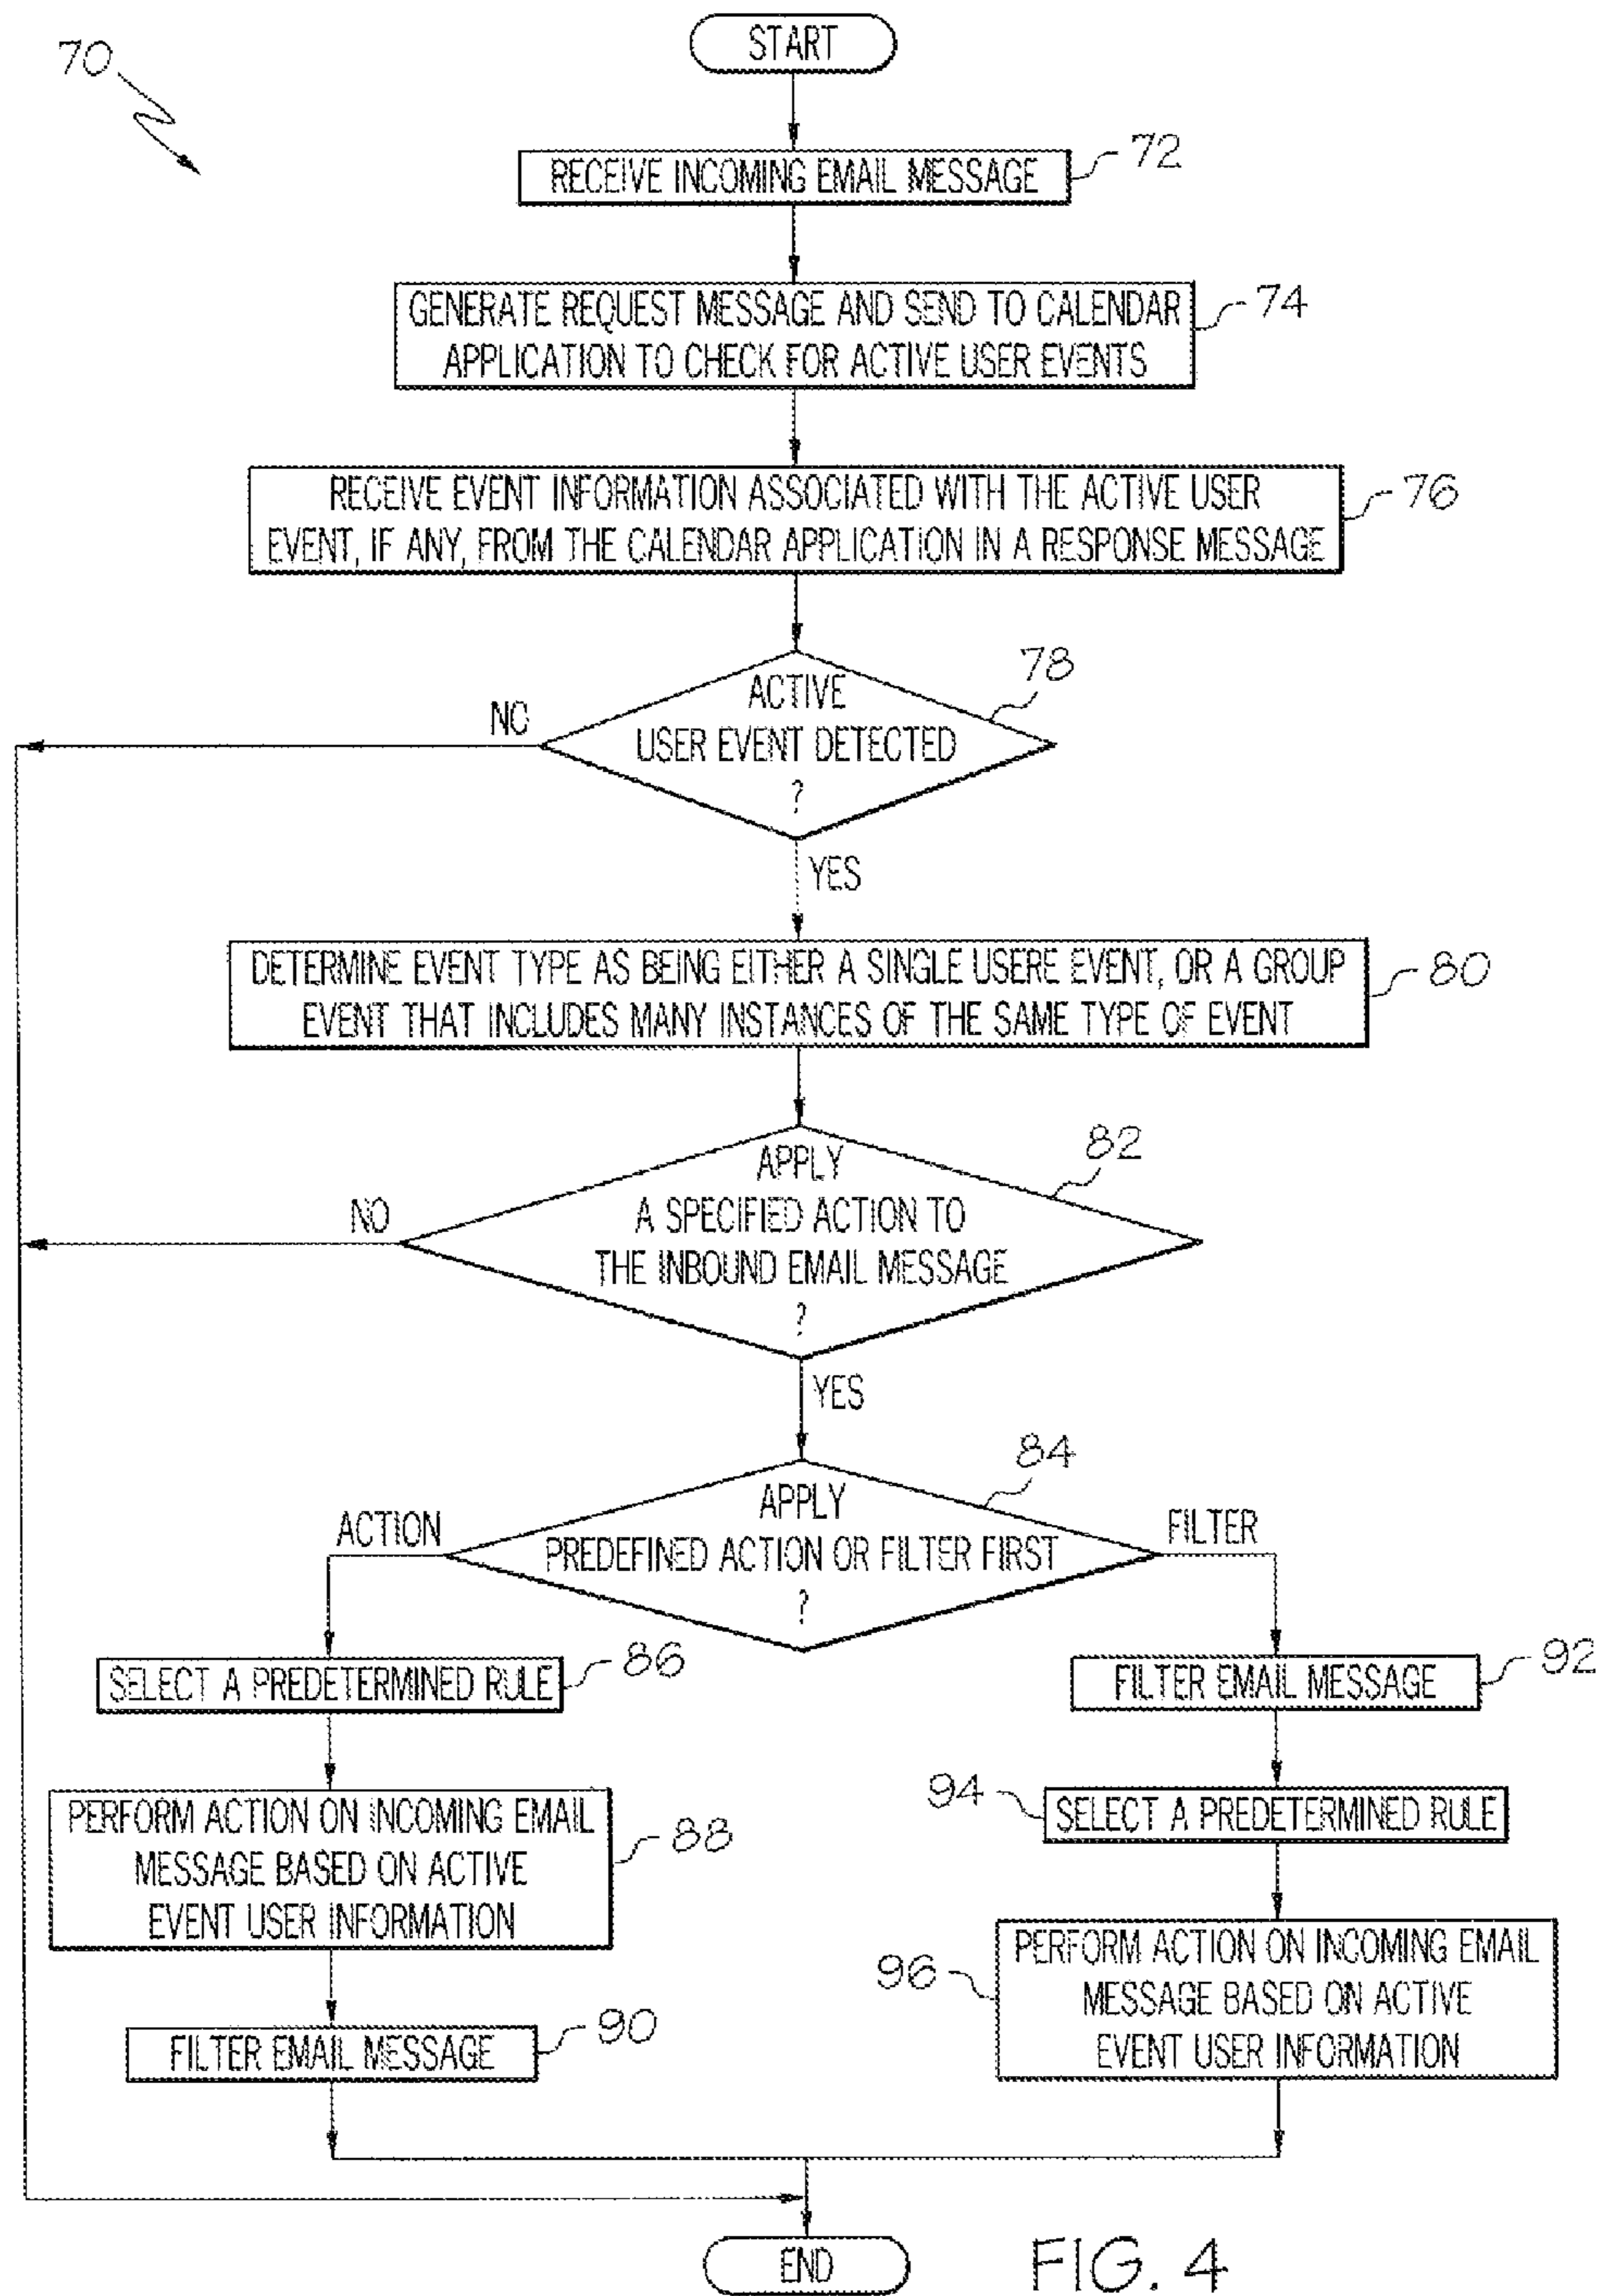 START
70
RECEIVE INCOMING EMAIL MESSAGE
72
GENERATE REQUEST MESSAGE AND SEND TO CALENDAR
APPLICATION TO CHECK FOR ACTIVE USER EVENTS
74
RECEIVE EVENT INFORMATION ASSOCIATED WITH THE ACTIVE USER
EVENT, IF ANY, FROM THE CALENDAR APPLICATION IN A RESPONSE MESSAGE
76
ACTIVE
USER EVENT DETECTED
?
78
NO
YES
DETERMINE EVENT TYPE AS BEING EITHER A SINGLE USERE EVENT, OR A GROUP
EVENT THAT INCLUDES MANY INSTANCES OF THE SAME TYPE OF EVENT
80
APPLY
A SPECIFIED ACTION TO
THE INBOUND EMAIL MESSAGE
?
82
NO
YES
APPLY
PREDEFINED ACTION OR FILTER FIRST
?
84
ACTION
FILTER
SELECT A PREDETERMINED RULE
86
PERFORM ACTION ON INCOMING EMAIL
MESSAGE BASED ON ACTIVE
EVENT USER INFORMATION
88
FILTER EMAIL MESSAGE
90
FILTER EMAIL MESSAGE
92
SELECT A PREDETERMINED RULE
94
PERFORM ACTION ON INCOMING EMAIL
MESSAGE BASED ON ACTIVE
EVENT USER INFORMATION
96
END
FIG. 4